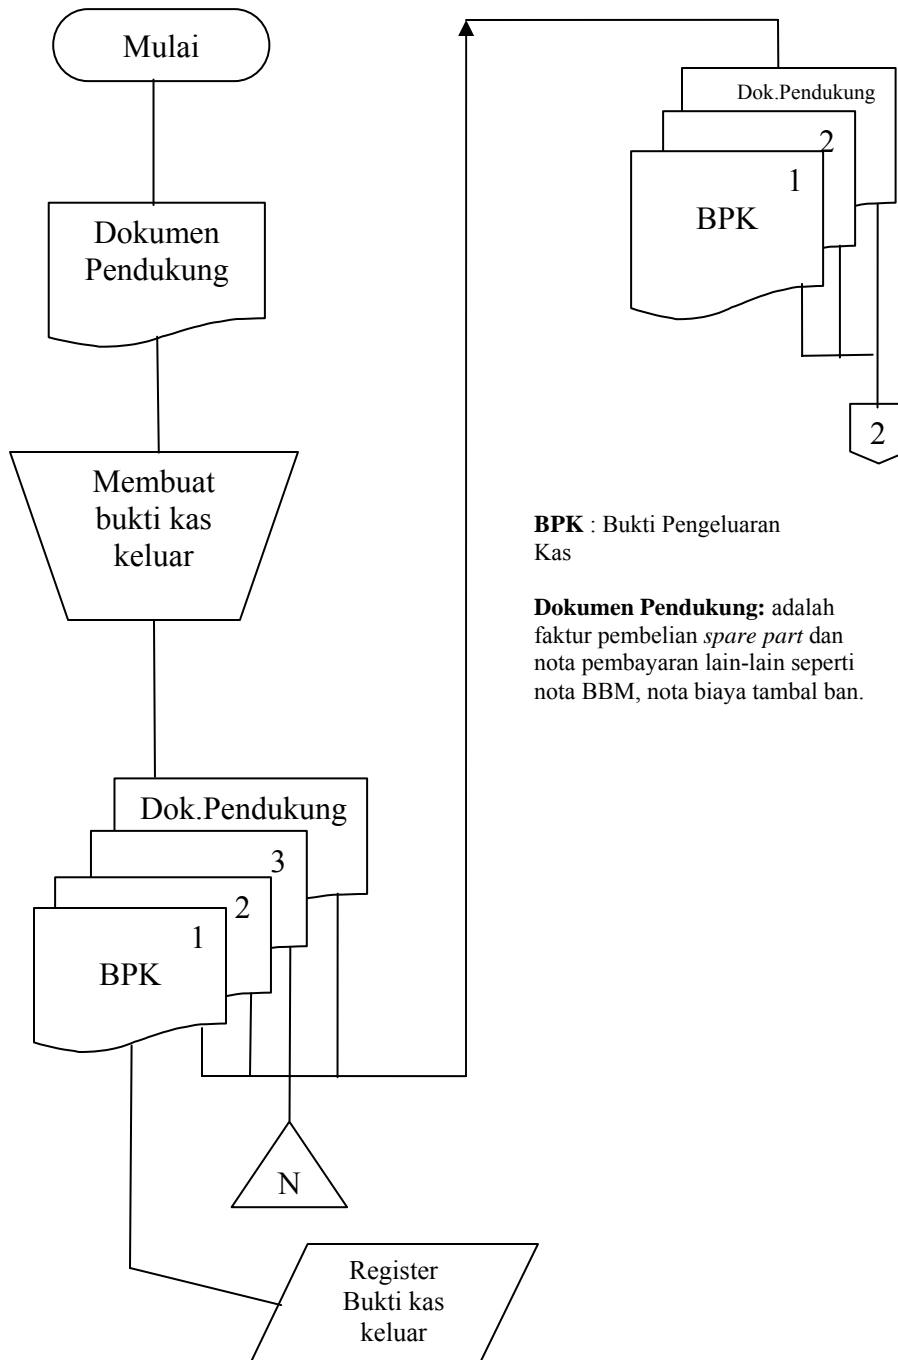 Mulai
Dokumen
Pendukung
Membuat
bukti kas
keluar
Dok.Pendukung
3
2
1
BPK
N
Register
Bukti kas
keluar
Dok.Pendukung
2
1
BPK
2
BPK : Bukti Pengeluaran
Kas
Dokumen Pendukung: adalah
faktur pembelian spare part dan
nota pembayaran lain-lain seperti
nota BBM, nota biaya tambal ban.